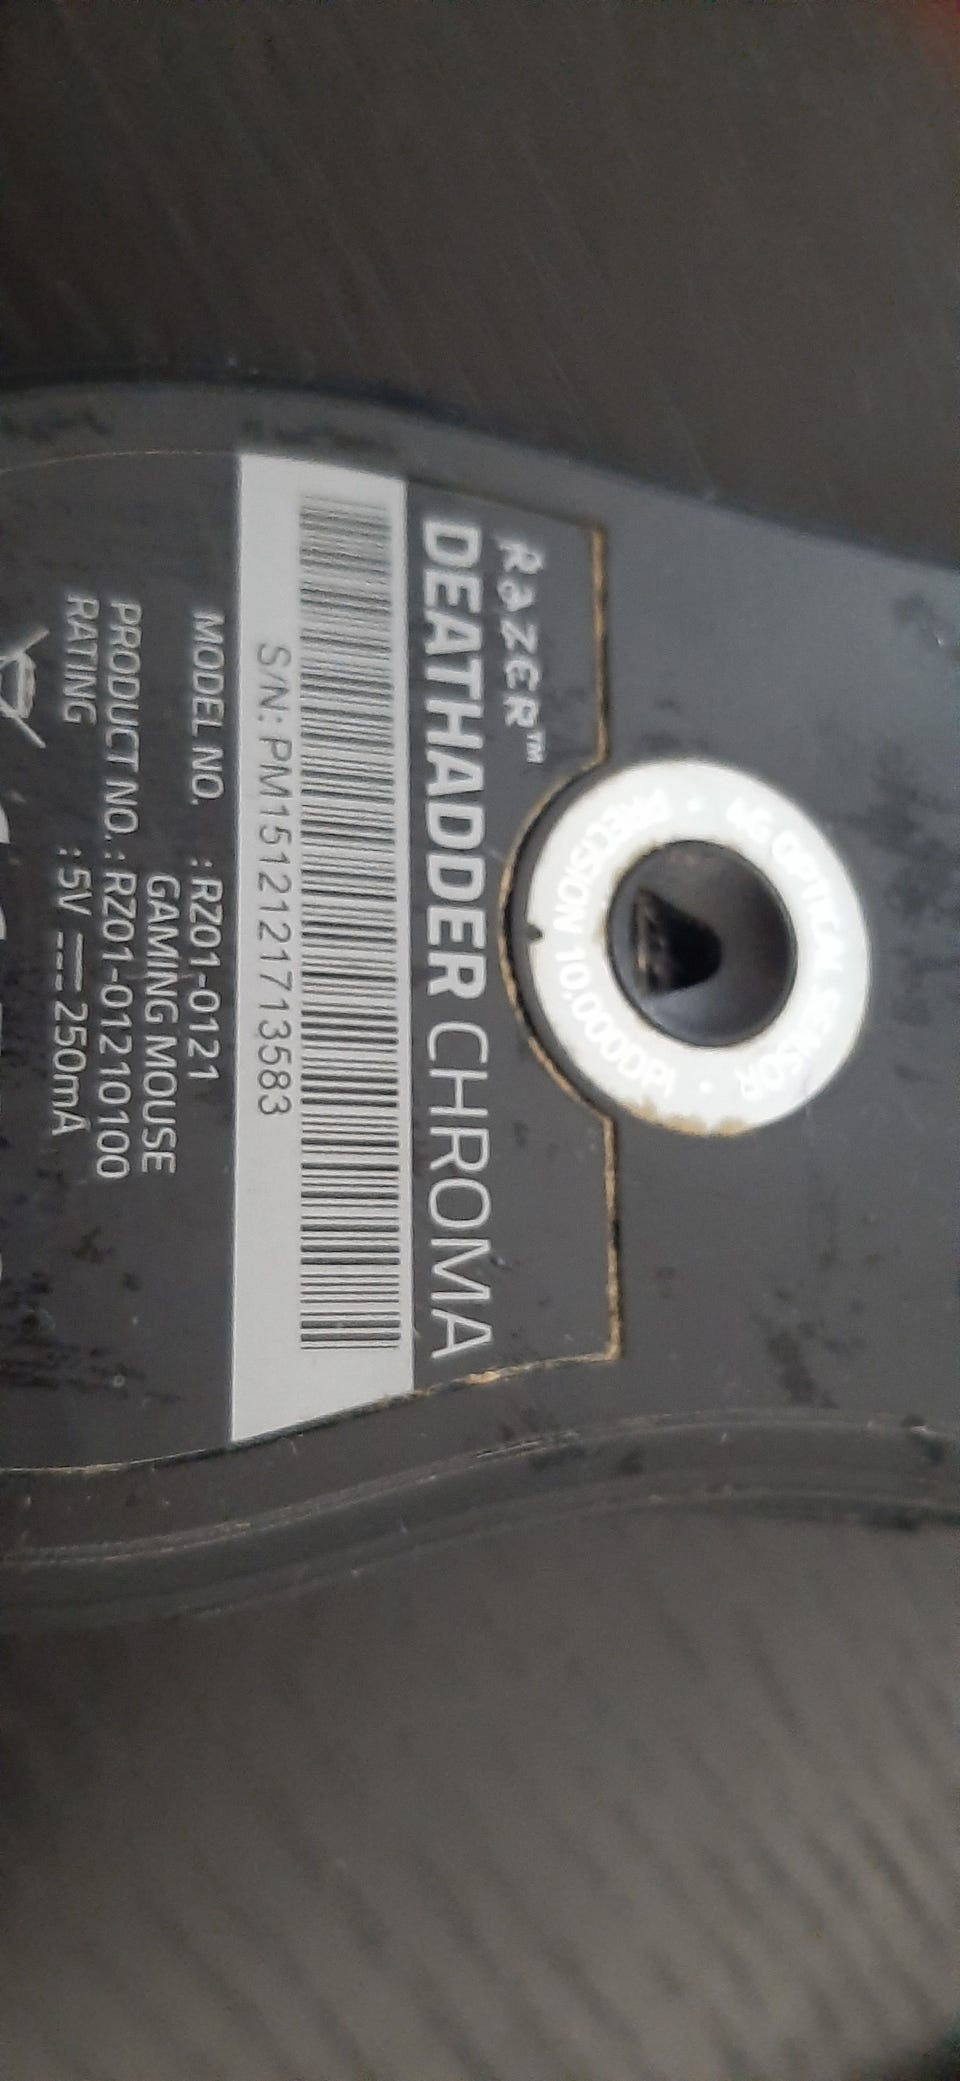 4G OPTICAL SENSOR
PRECISION 10,000DPI
RAZER™
DEATHADDER CHROMA
S/N: PM1512121713583
MODEL NO. : RZ01-0121
GAMING MOUSE
PRODUCT NO. : RZ01-01210100
RATING : 5V ⎓ 250mA